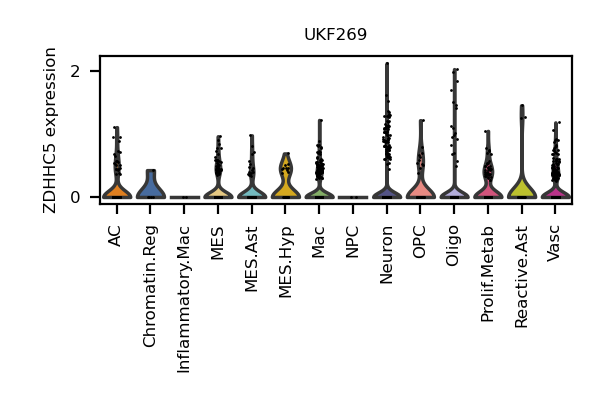 UKF269
ZDHHC5 expression
2
0
AC
Chromatin.Reg
Inflammatory.Mac
MES
MES.Ast
MES.Hyp
Mac
NPC
Neuron
OPC
Oligo
Prolif.Metab
Reactive.Ast
Vasc